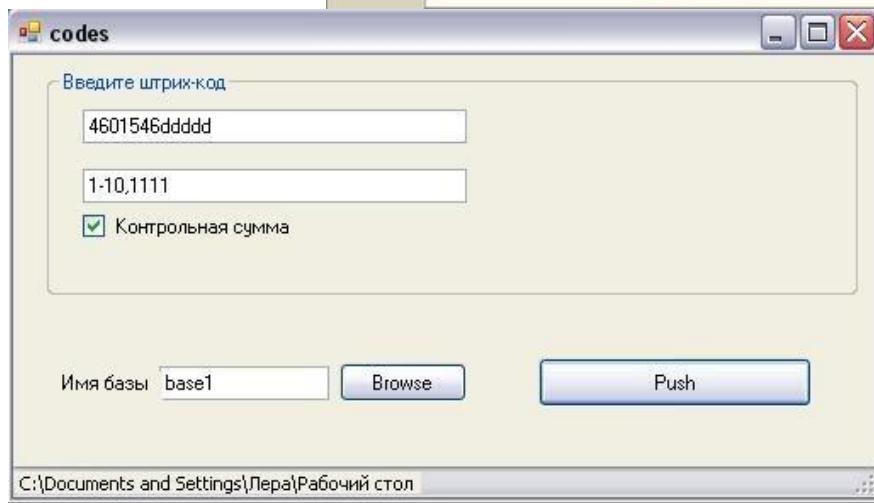 codes
Введите штрих-код
4601546ddddd
1-10,1111
Контрольная сумма
Имя базы base1 Browse Push
C:\Documents and Settings\Лера\Рабочий стол